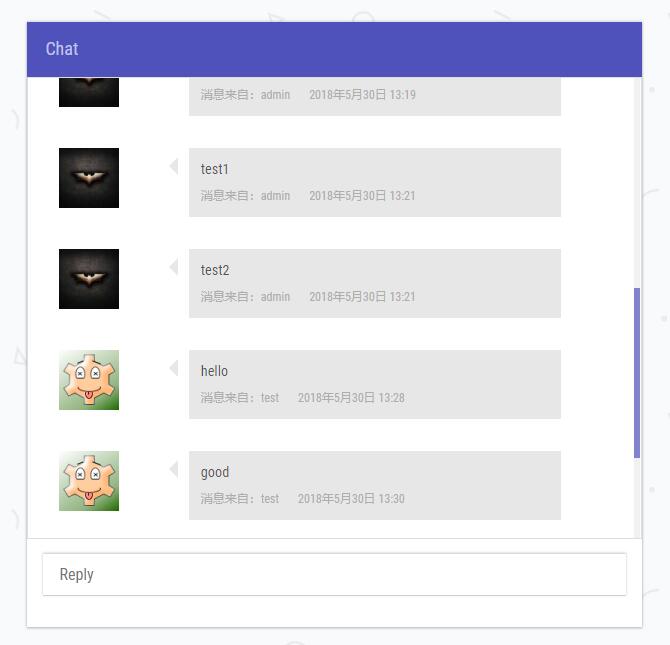 Chat
消息来自：admin 2018年5月30日 13:19
test1
消息来自：admin 2018年5月30日 13:21
test2
消息来自：admin 2018年5月30日 13:21
hello
消息来自：test 2018年5月30日 13:28
good
消息来自：test 2018年5月30日 13:30
Reply